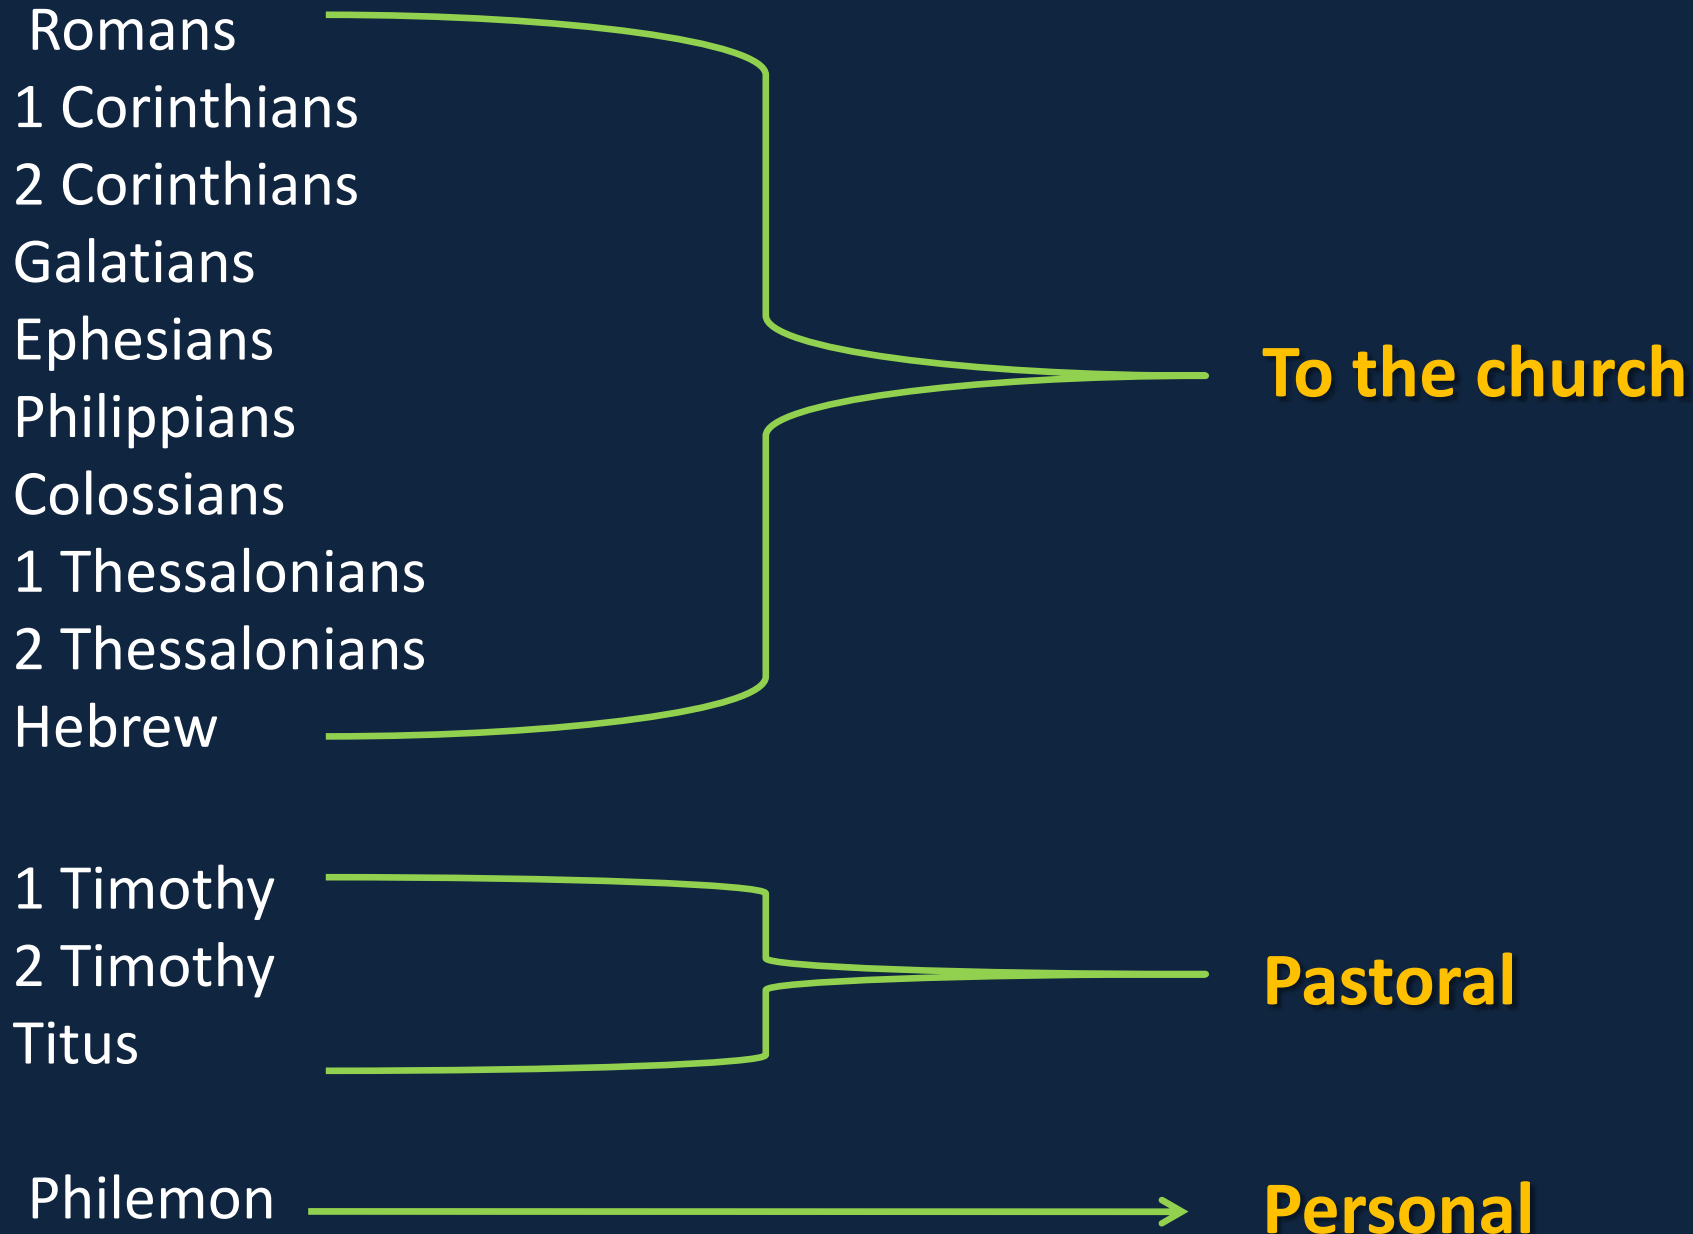 Romans
1 Corinthians
2 Corinthians
Galatians
Ephesians
Philippians
Colossians
1 Thessalonians
2 Thessalonians
Hebrew
To the church
1 Timothy
2 Timothy
Titus
Pastoral
Philemon
Personal